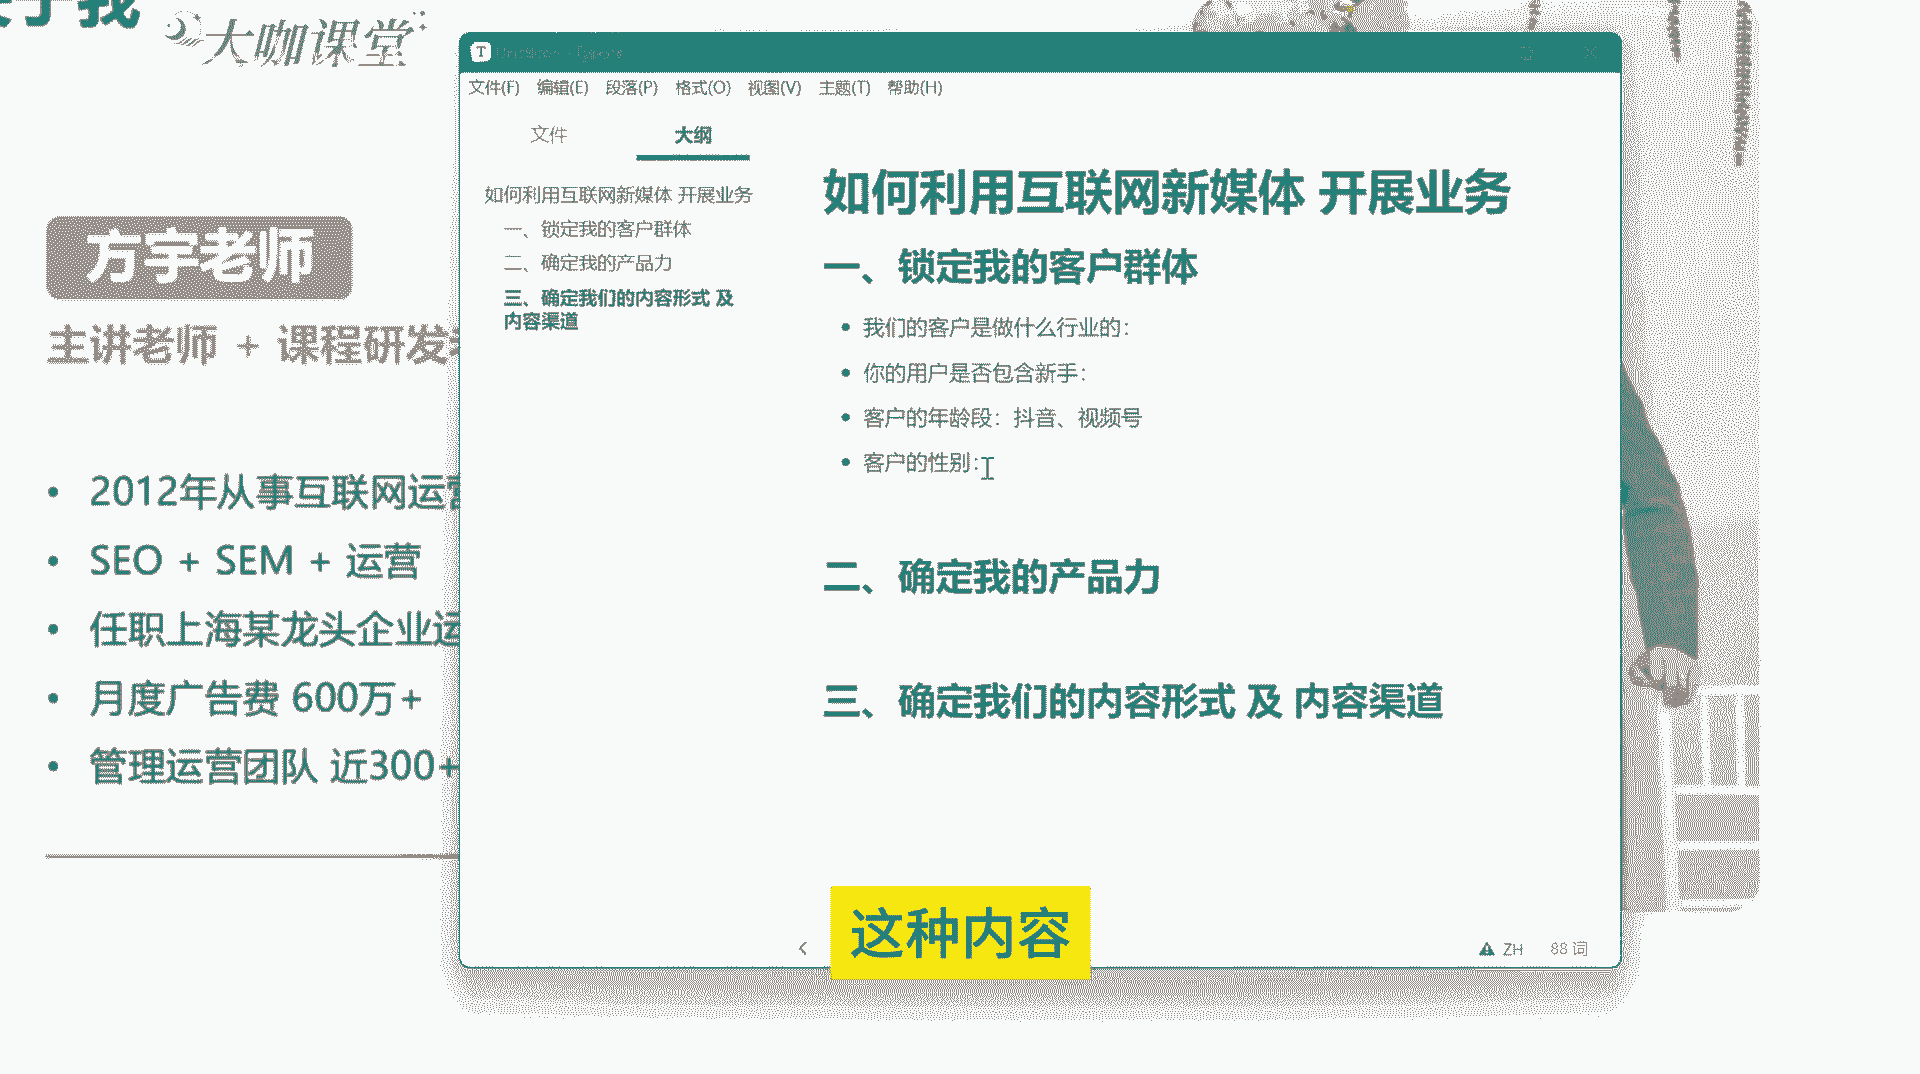 于我
大咖课堂
方宇老师
主讲老师 + 课程研发
• 2012年从事互联网运营
• SEO + SEM + 运营
• 任职上海某龙头企业运
• 月度广告费 600万+
• 管理运营团队 近300+
文件(F) 编辑(E) 段落(P) 格式(O) 视图(V) 主题(T) 帮助(H)
文件 大纲
如何利用互联网新媒体 开展业务
一、锁定我的客户群体
二、确定我的产品力
三、确定我们的内容形式 及
内容渠道
如何利用互联网新媒体 开展业务
一、锁定我的客户群体
• 我们的客户是做什么行业的：
• 你的用户是否包含新手：
• 客户的年龄段：抖音、视频号
• 客户的性别：
二、确定我的产品力
三、确定我们的内容形式 及 内容渠道
这种内容
ZH 88 词